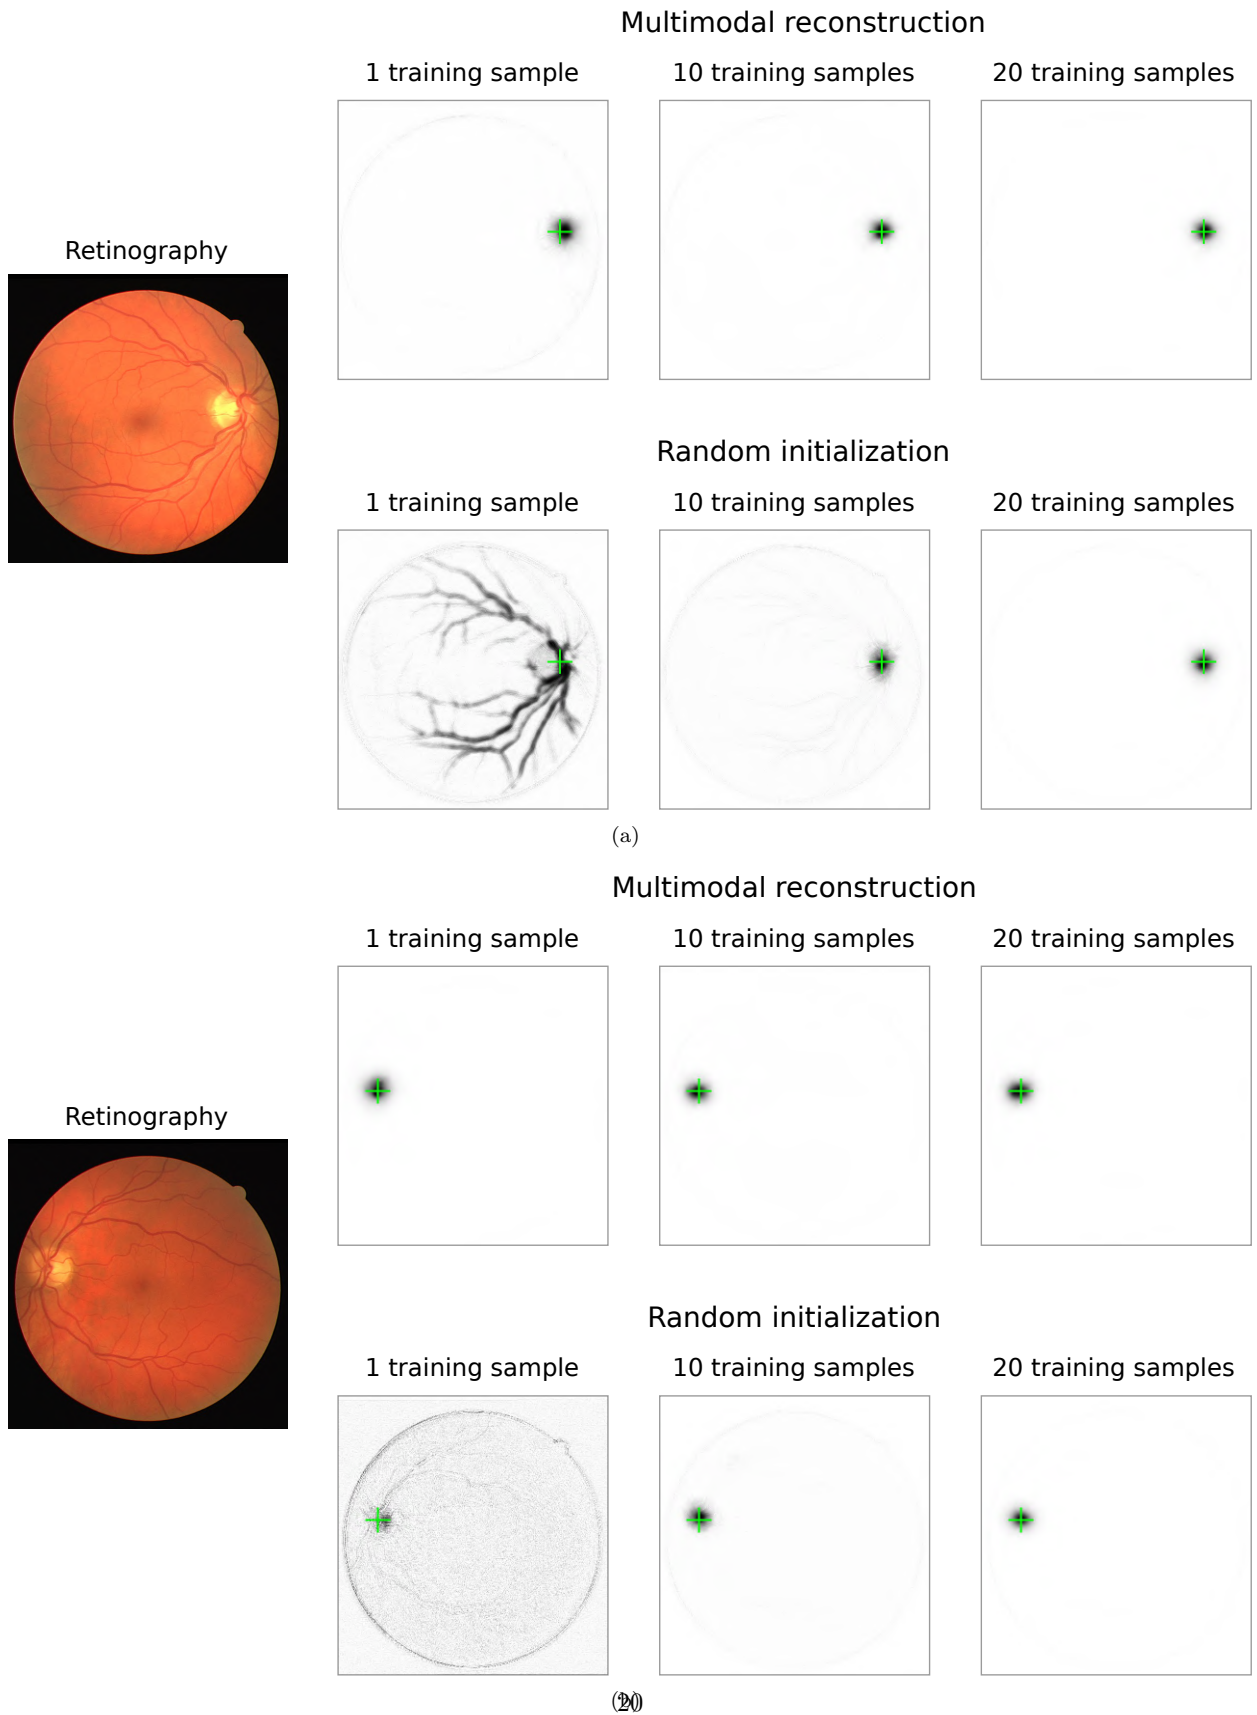 Multimodal reconstruction
1 training sample
10 training samples
20 training samples
Retinography
Random initialization
1 training sample
10 training samples
20 training samples
(a)
Multimodal reconstruction
1 training sample
10 training samples
20 training samples
Retinography
Random initialization
1 training sample
10 training samples
20 training samples
(b)
20